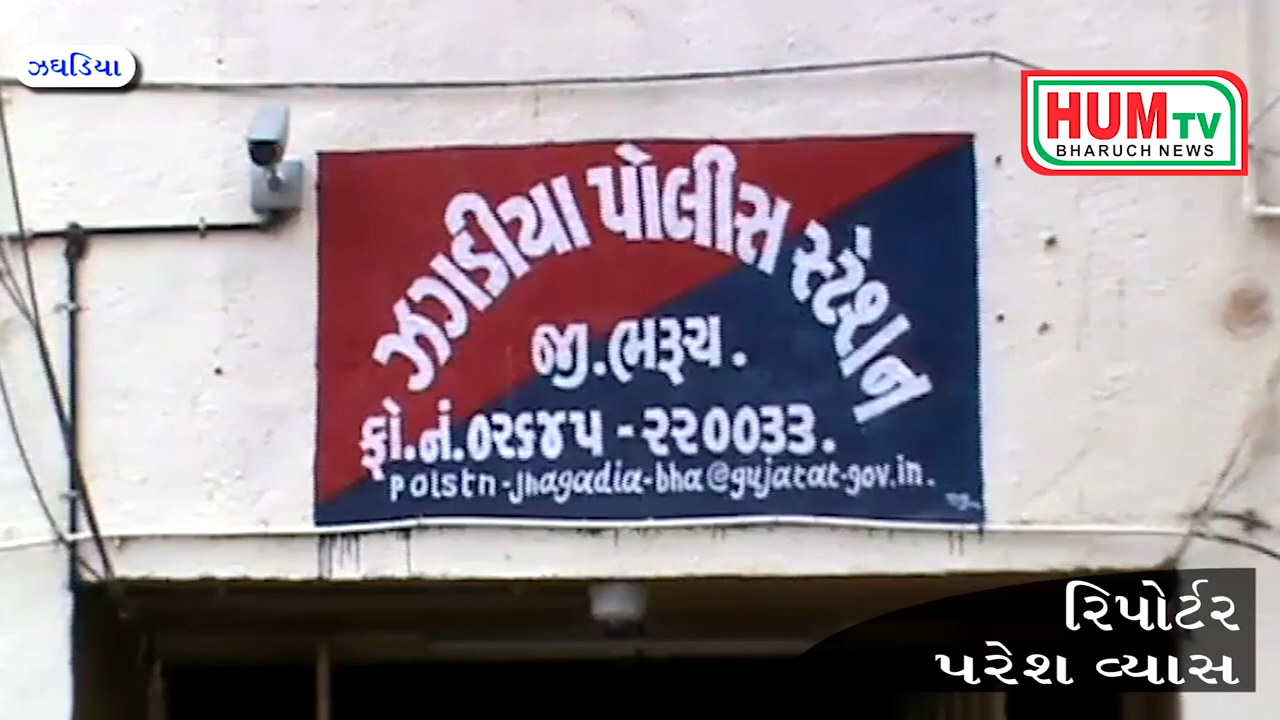 ઝઘડિયા
HUM TV
BHARUCH NEWS
ઝગડીયા પોલીસ સ્ટેશન
જી.ભરૂચ.
ફો.નં.૦૨૬૪૫ - ૨૨૦૦૩૩.
polstn-jhagadia-bha@gujarat-gov.in.
રિપોર્ટર
પરેશ વ્યાસ